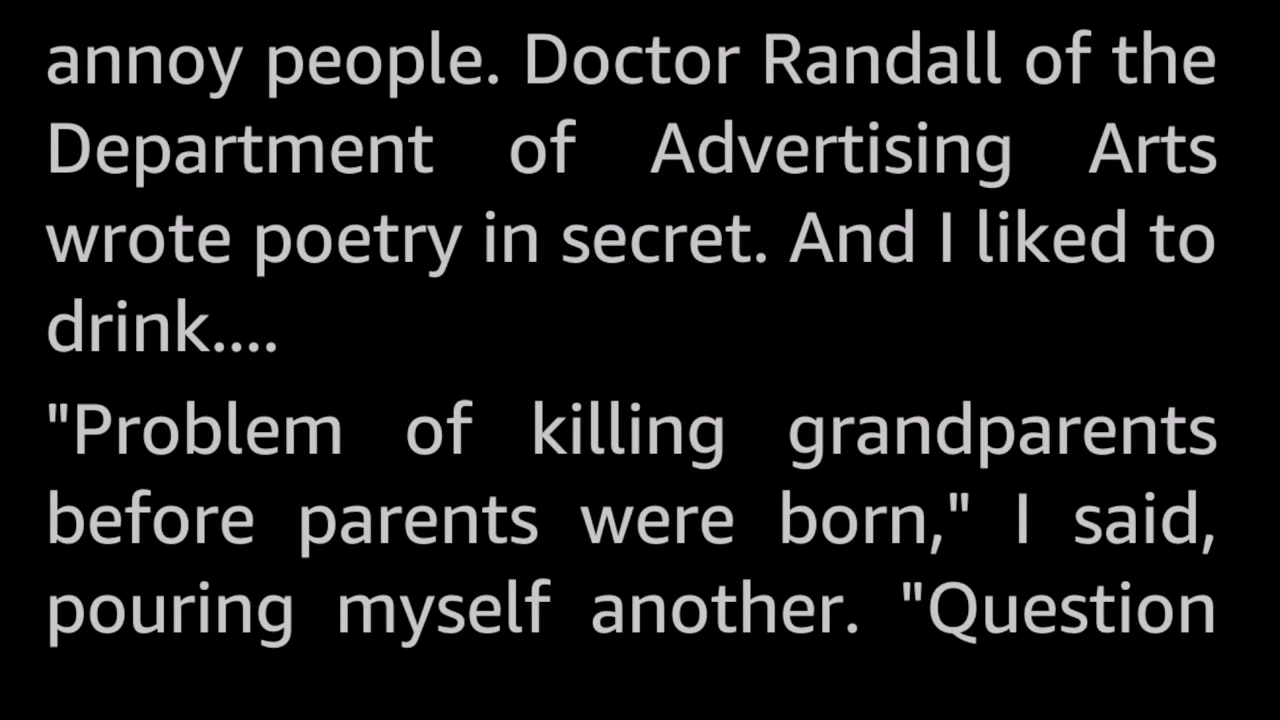 annoy people. Doctor Randall of the
Department of Advertising Arts
wrote poetry in secret. And I liked to
drink....
"Problem of killing grandparents
before parents were born," I said,
pouring myself another. "Question